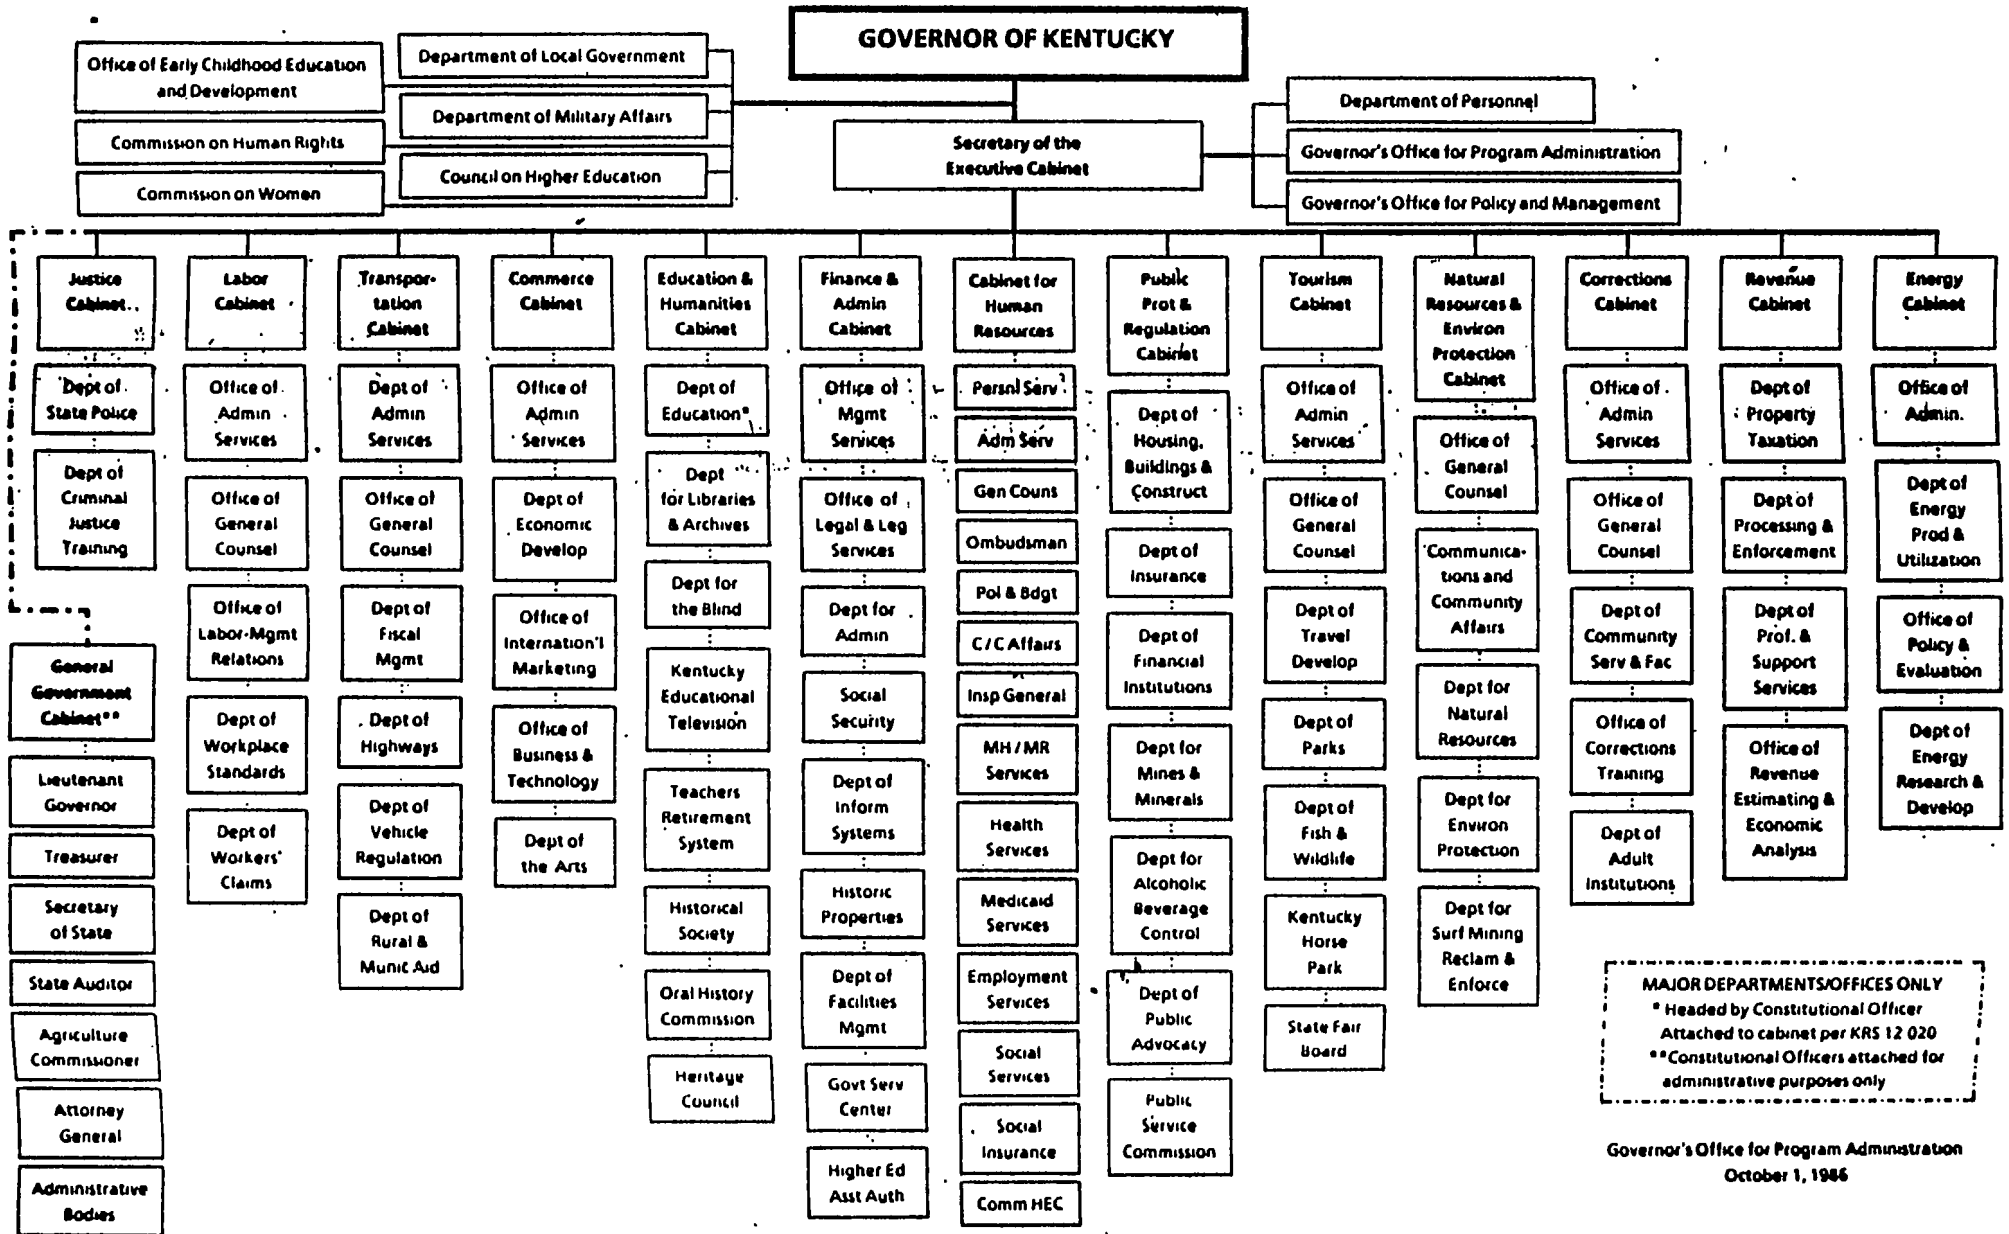 GOVERNOR OF KENTUCKY
Office of Early Childhood Education
and Development
Department of Local Government
Commission on Human Rights
Department of Military Affairs
Commission on Women
Council on Higher Education
Secretary of the
Executive Cabinet
Department of Personnel
Governor's Office for Program Administration
Governor's Office for Policy and Management
Justice
Cabinet
Dept of
State Police
Dept of
Criminal
Justice
Training
General
Government
Cabinet**
Lieutenant
Governor
Treasurer
Secretary
of State
State Auditor
Agriculture
Commissioner
Attorney
General
Administrative
Bodies
Labor
Cabinet
Office of
Admin
Services
Office of
General
Counsel
Office of
Labor-Mgmt
Relations
Dept of
Workplace
Standards
Dept of
Workers'
Claims
Transpor-
tation
Cabinet
Dept of
Admin
Services
Office of
General
Counsel
Dept of
Fiscal
Mgmt
Dept of
Highways
Dept of
Vehicle
Regulation
Dept of
Rural &
Munic Aid
Commerce
Cabinet
Office of
Admin
Services
Dept of
Economic
Develop
Office of
Internation'l
Marketing
Office of
Business &
Technology
Dept of
the Arts
Education &
Humanities
Cabinet
Dept of
Education*
Dept
for Libraries
& Archives
Dept for
the Blind
Kentucky
Educational
Television
Teachers
Retirement
System
Historical
Society
Oral History
Commission
Heritage
Council
Finance &
Admin
Cabinet
Office of
Mgmt
Services
Office of
Legal & Leg
Services
Dept for
Admin
Social
Security
Dept of
Inform
Systems
Historic
Properties
Dept of
Facilities
Mgmt
Govt Serv
Center
Higher Ed
Asst Auth
Cabinet for
Human
Resources
Persnl Serv
Adm Serv
Gen Couns
Ombudsman
Pol & Bdgt
C/C Affairs
Insp General
MH/MR
Services
Health
Services
Medicaid
Services
Employment
Services
Social
Services
Social
Insurance
Comm HEC
Public
Prot &
Regulation
Cabinet
Dept of
Housing,
Buildings &
Construct
Dept of
Insurance
Dept of
Financial
Institutions
Dept for
Mines &
Minerals
Dept for
Alcoholic
Beverage
Control
Dept of
Public
Advocacy
Public
Service
Commission
Tourism
Cabinet
Office of
Admin
Services
Office of
General
Counsel
Dept of
Travel
Develop
Dept of
Parks
Dept of
Fish &
Wildlife
Kentucky
Horse
Park
State Fair
Board
Natural
Resources &
Environ
Protection
Cabinet
Office of
General
Counsel
Communica-
tions and
Community
Affairs
Dept for
Natural
Resources
Dept for
Environ
Protection
Dept for
Surf Mining
Reclam &
Enforce
Corrections
Cabinet
Office of
Admin
Services
Office of
General
Counsel
Dept of
Community
Serv & Fac
Office of
Corrections
Training
Dept of
Adult
Institutions
Revenue
Cabinet
Dept of
Property
Taxation
Dept of
Processing &
Enforcement
Dept of
Prof. &
Support
Services
Office of
Revenue
Estimating &
Economic
Analysis
Energy
Cabinet
Office of
Admin.
Dept of
Energy
Prod &
Utilization
Office of
Policy &
Evaluation
Dept of
Energy
Research &
Develop
MAJOR DEPARTMENTS/OFFICES ONLY
* Headed by Constitutional Officer
Attached to cabinet per KRS 12 020
**Constitutional Officers attached for
administrative purposes only
Governor's Office for Program Administration
October 1, 1986